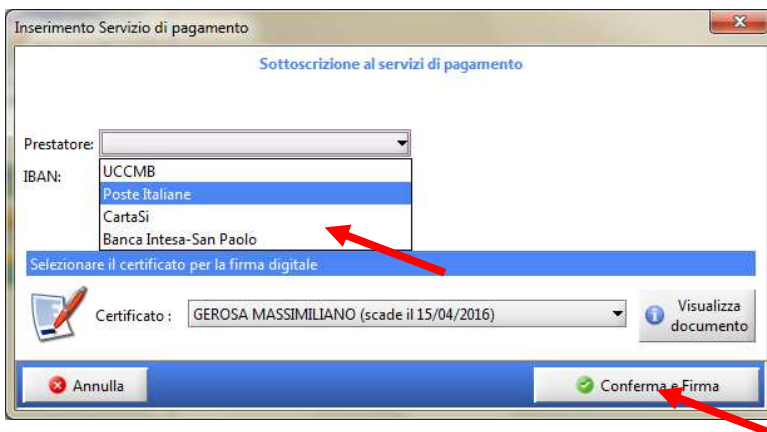 Inserimento Servizio di pagamento
Sottoscrizione al servizi di pagamento
Prestatore:
IBAN:
UCCMB
Poste Italiane
CartaSi
Banca Intesa-San Paolo
Selezionare il certificato per la firma digitale
Certificato : GEROSA MASSIMILIANO (scade il 15/04/2016)
Visualizza
documento
Annulla
Conferma e Firma